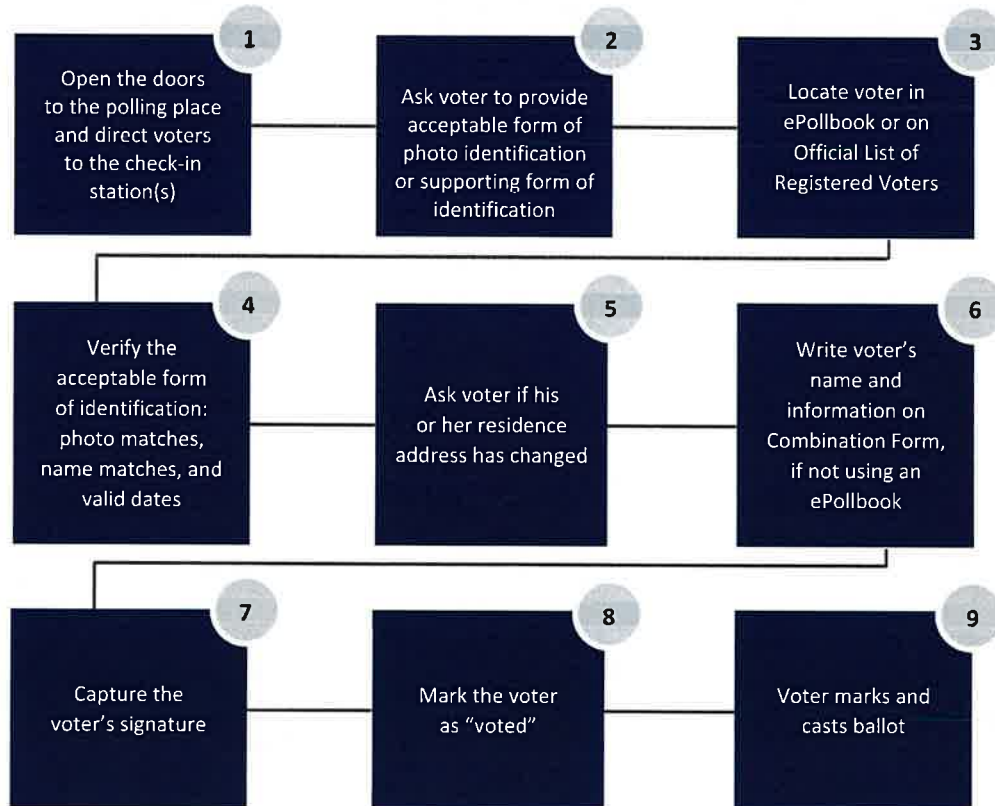 1
Open the doors
to the polling place
and direct voters
to the check-in
station(s)
2
Ask voter to provide
acceptable form of
photo identification
or supporting form of
identification
3
Locate voter in
ePollbook or on
Official List of
Registered Voters
4
Verify the
acceptable form
of identification:
photo matches,
name matches, and
valid dates
5
Ask voter if his
or her residence
address has changed
6
Write voter's
name and
information on
Combination Form,
if not using an
ePollbook
7
Capture the
voter's signature
8
Mark the voter
as "voted"
9
Voter marks and
casts ballot